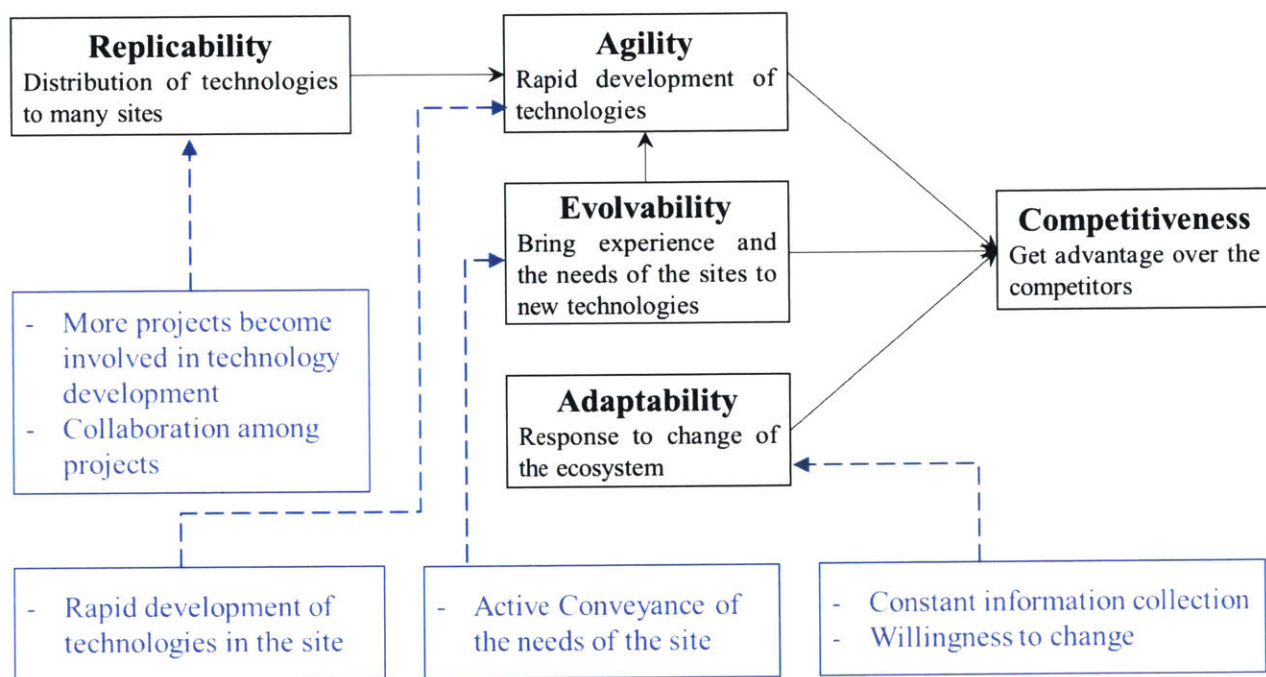 Replicability
Distribution of technologies
to many sites
Agility
Rapid development of
technologies
Evolvability
Bring experience and
the needs of the sites to
new technologies
Competitiveness
Get advantage over the
competitors
Adaptability
Response to change of
the ecosystem
- More projects become
involved in technology
development
- Collaboration among
projects
- Rapid development of
technologies in the site
- Active Conveyance of
the needs of the site
- Constant information collection
- Willingness to change